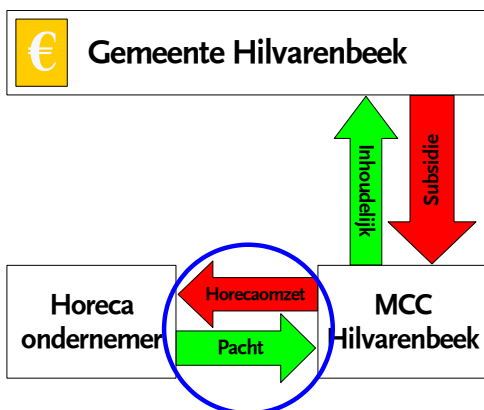 € Gemeente Hilvarenbeek
Inhoudelijk
Subsidie
Horeca
ondernemer
Horecaomzet
Pacht
MCC
Hilvarenbeek